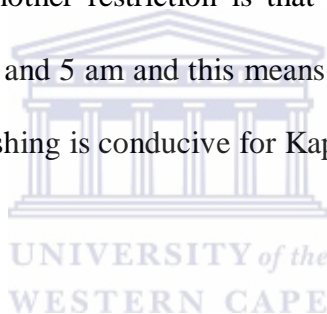 nother restriction is that
and 5 am and this means
shing is conducive for Kap
UNIVERSITY of the
WESTERN CAPE